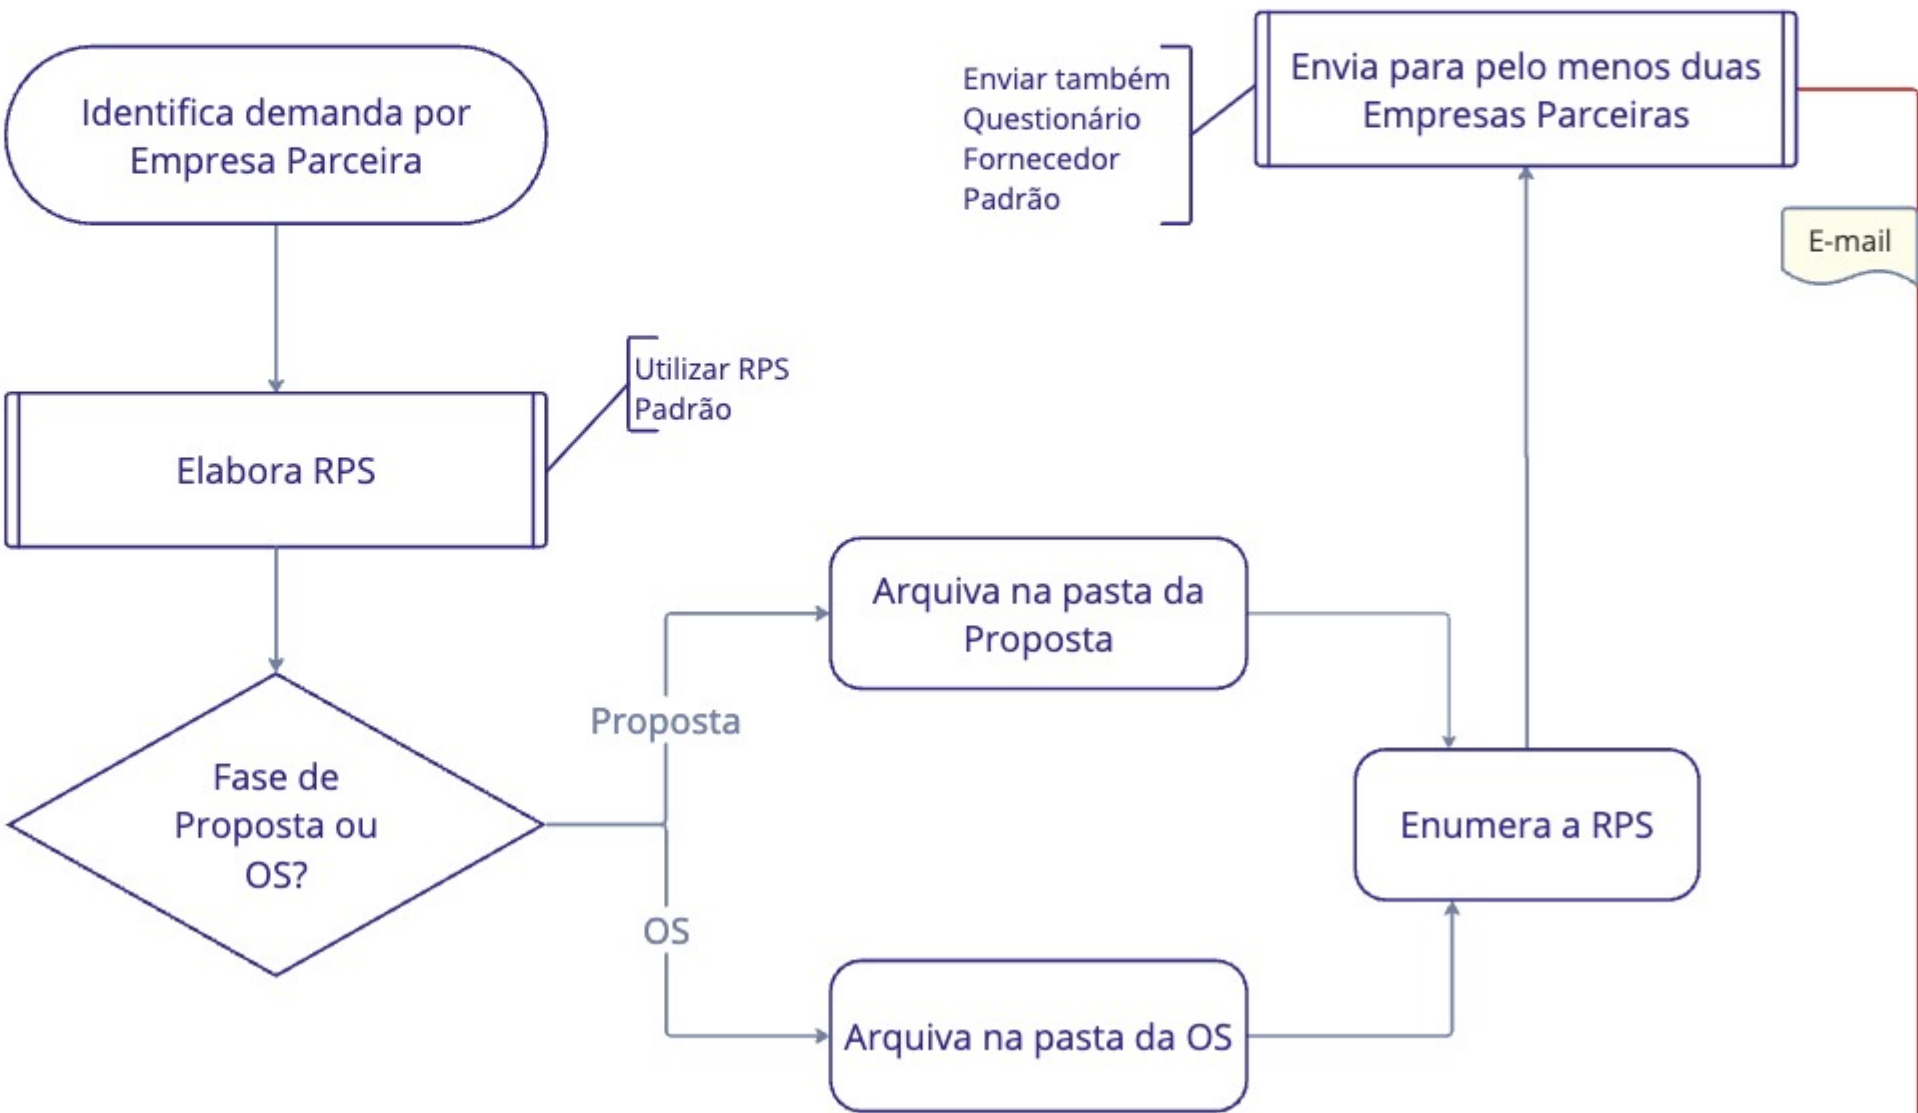 Identifica demanda por
Empresa Parceira
Enviar também
Questionário
Fornecedor
Padrão
Envia para pelo menos duas
Empresas Parceiras
E-mail
Utilizar RPS
Padrão
Elabora RPS
Arquiva na pasta da
Proposta
Proposta
Fase de
Proposta ou
OS?
Enumera a RPS
OS
Arquiva na pasta da OS